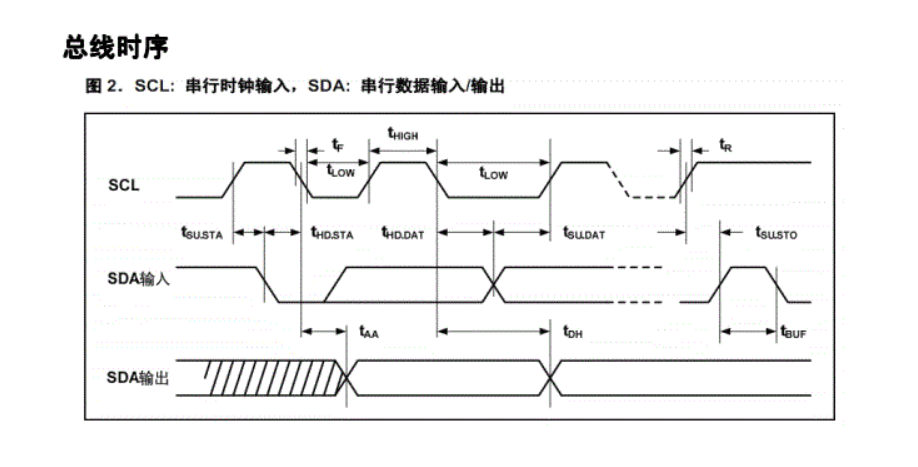 总线时序
图 2. SCL: 串行时钟输入，SDA: 串行数据输入/输出
tF tHIGH tLOW tLOW tR
SCL
tSU.STA tHD.STA tHD.DAT tSU.DAT tSU.STO
SDA输入
tAA tDH tBUF
SDA输出